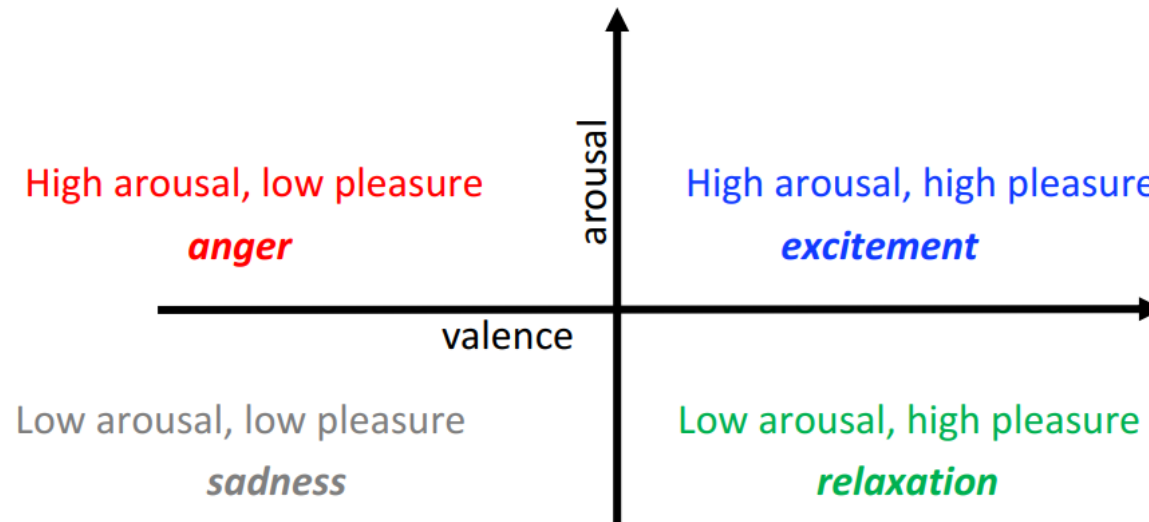 arousal
High arousal, low pleasure
anger
High arousal, high pleasure
excitement
valence
Low arousal, low pleasure
sadness
Low arousal, high pleasure
relaxation